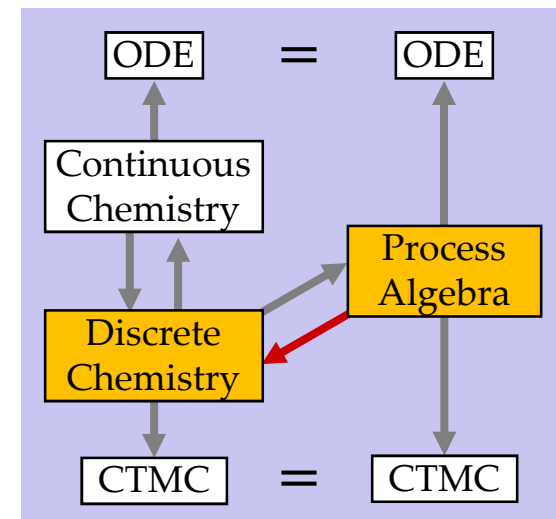 ODE = ODE
Continuous
Chemistry
Process
Algebra
Discrete
Chemistry
CTMC = CTMC